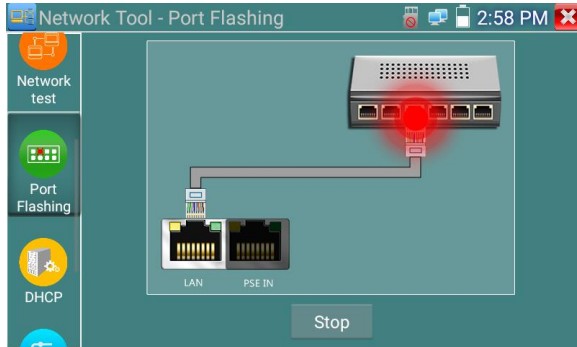 Network Tool - Port Flashing
2:58 PM
Network
test
Port
Flashing
DHCP
LAN
PSE IN
Stop